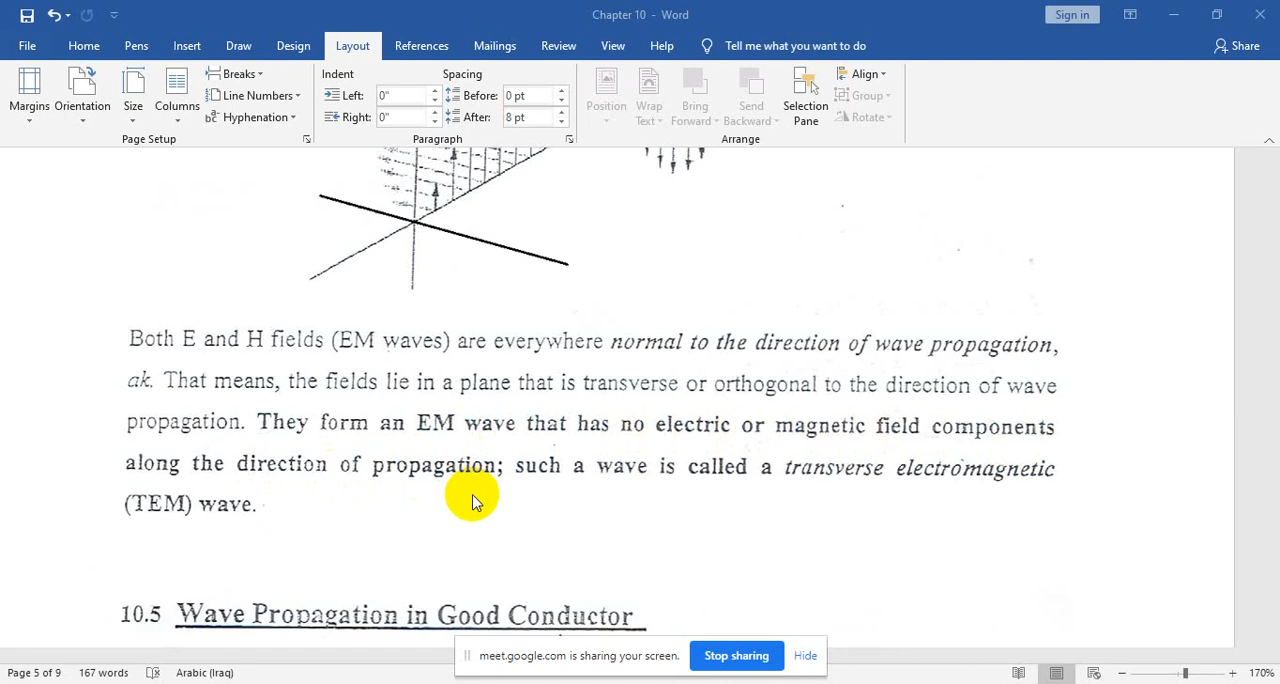 Chapter 10 - Word
Sign in
File Home Pens Insert Draw Design Layout References Mailings Review View Help Tell me what you want to do Share
Margins Orientation Size Columns
Breaks
Line Numbers
Hyphenation
Page Setup
Indent Spacing
Left: 0" Before: 0 pt
Right: 0" After: 8 pt
Paragraph
Position Wrap Text Bring Forward Send Backward Selection Pane
Align
Group
Rotate
Arrange
Both E and H fields (EM waves) are everywhere normal to the direction of wave propagation,
ak. That means, the fields lie in a plane that is transverse or orthogonal to the direction of wave
propagation. They form an EM wave that has no electric or magnetic field components
along the direction of propagation; such a wave is called a transverse electromagnetic
(TEM) wave.
10.5 Wave Propagation in Good Conductor
meet.google.com is sharing your screen. Stop sharing Hide
Page 5 of 9 167 words Arabic (Iraq) 170%